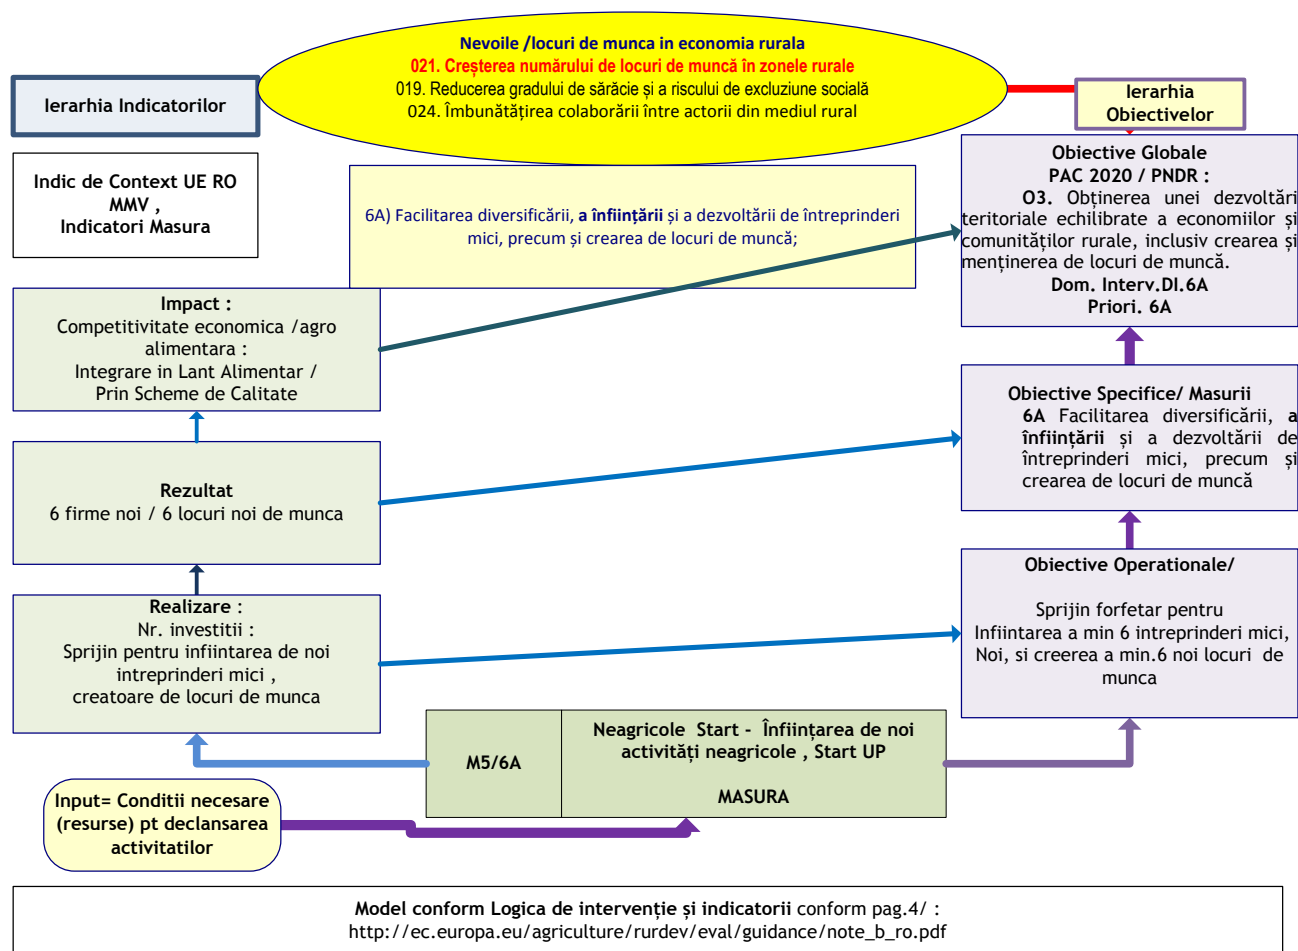 Nevoile /locuri de munca in economia rurala
021. Creșterea numărului de locuri de muncă în zonele rurale
019. Reducerea gradului de sărăcie și a riscului de excluziune socială
024. Îmbunătățirea colaborării între actorii din mediul rural
Ierarhia Indicatorilor
Ierarhia
Obiectivelor
Indic de Context UE RO
MMV ,
Indicatori Masura
6A) Facilitarea diversificării, a înființării și a dezvoltării de întreprinderi
mici, precum și crearea de locuri de muncă;
Obiective Globale
PAC 2020 / PNDR :
O3. Obținerea unei dezvoltări
teritoriale echilibrate a economiilor și
comunităților rurale, inclusiv crearea și
menținerea de locuri de muncă.
Dom. Interv.DI.6A
Priori. 6A
Impact :
Competitivitate economica /agro
alimentara :
Integrare in Lant Alimentar /
Prin Scheme de Calitate
Obiective Specifice/ Masurii
6A Facilitarea diversificării, a
înființării și a dezvoltării de
întreprinderi mici, precum și
crearea de locuri de muncă
Rezultat
6 firme noi / 6 locuri noi de munca
Obiective Operationale/
Sprijin forfetar pentru
Infiintarea a min 6 intreprinderi mici,
Noi, si creerea a min.6 noi locuri de
munca
Realizare :
Nr. investitii :
Sprijin pentru infiintarea de noi
intreprinderi mici ,
creatoare de locuri de munca
M5/6A
Neagricole Start - Înființarea de noi
activități neagricole , Start UP
MASURA
Input= Conditii necesare
(resurse) pt declansarea
activitatilor
Model conform Logica de intervenție și indicatorii conform pag.4/ :
http://ec.europa.eu/agriculture/rurdev/eval/guidance/note_b_ro.pdf